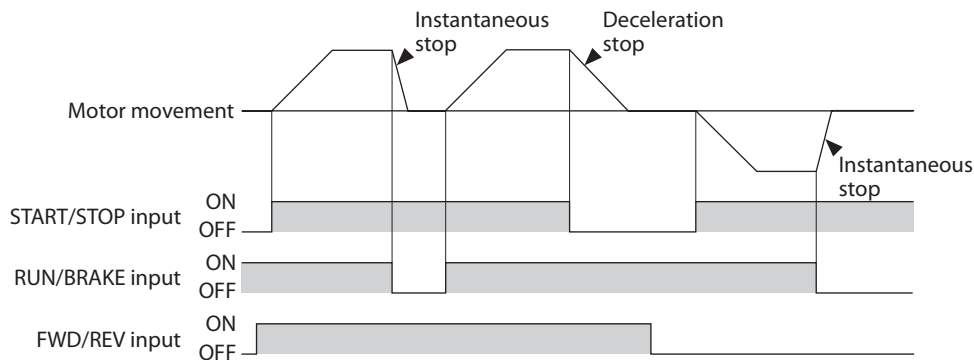 Instantaneous
stop
Deceleration
stop
Motor movement
Instantaneous
stop
START/STOP input
ON
OFF
RUN/BRAKE input
ON
OFF
FWD/REV input
ON
OFF